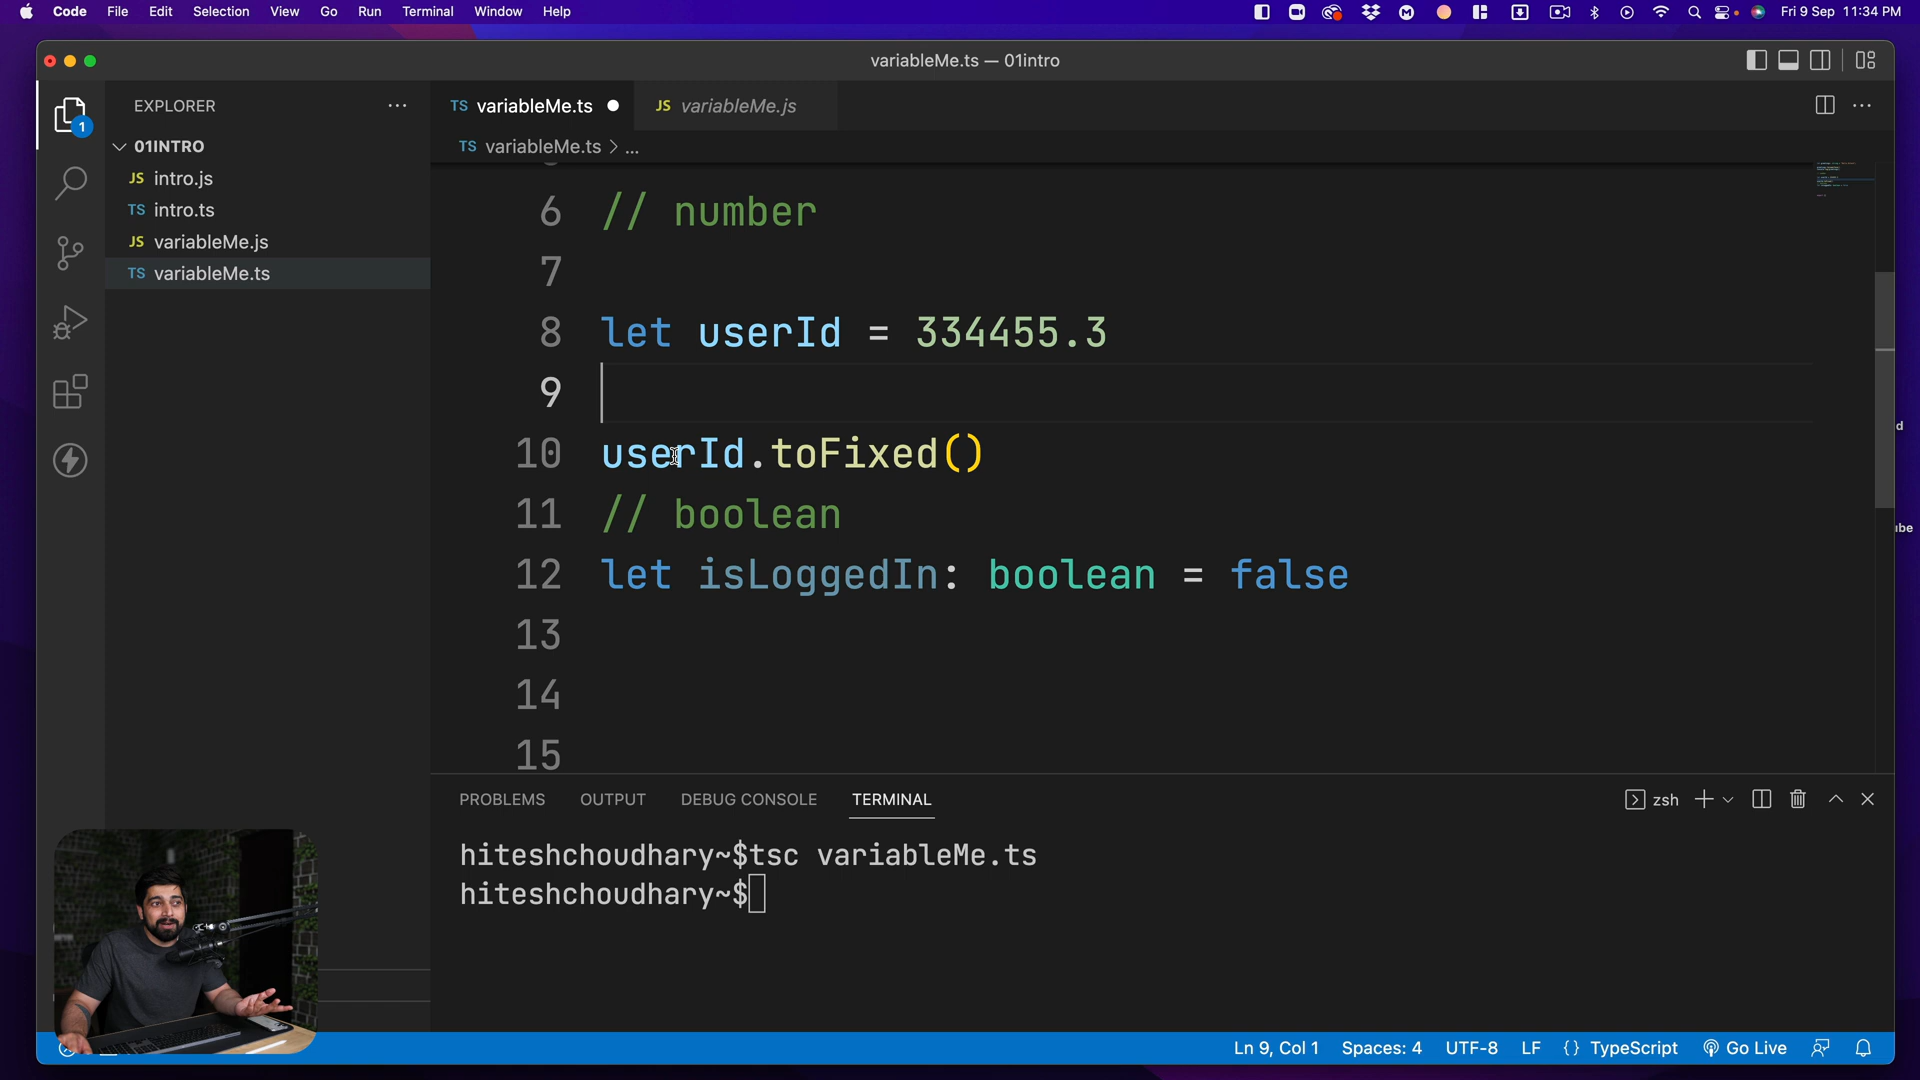 Code File Edit Selection View Go Run Terminal Window Help Fri 9 Sep 11:34 PM
variableMe.ts — 01intro
EXPLORER
TS variableMe.ts
JS variableMe.js
1
01INTRO
TS variableMe.ts > ...
JS intro.js
TS intro.ts
JS variableMe.js
TS variableMe.ts
6 // number
7
8 let userId = 334455.3
9
10 userId.toFixed()
11 // boolean
12 let isLoggedIn: boolean = false
13
14
15
PROBLEMS OUTPUT DEBUG CONSOLE TERMINAL zsh
hiteshchoudhary~$tsc variableMe.ts
hiteshchoudhary~$
Ln 9, Col 1 Spaces: 4 UTF-8 LF {} TypeScript Go Live